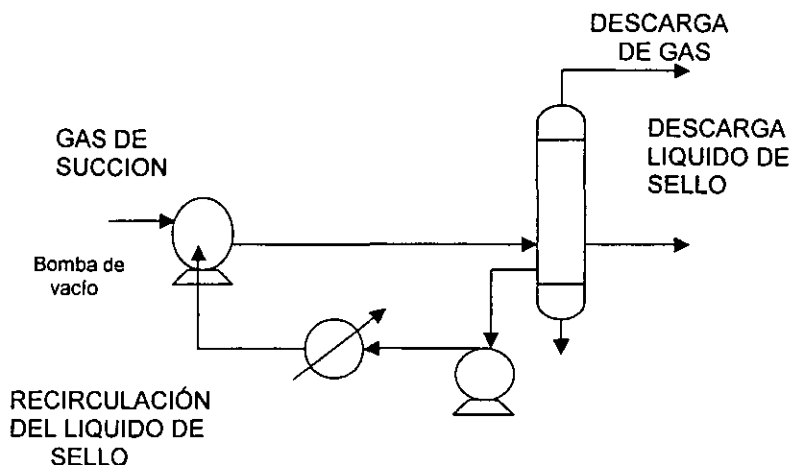 DESCARGA
DE GAS
GAS DE
SUCCION
DESCARGA
LIQUIDO DE
SELLO
Bomba de
vacío
RECIRCULACIÓN
DEL LIQUIDO DE
SELLO